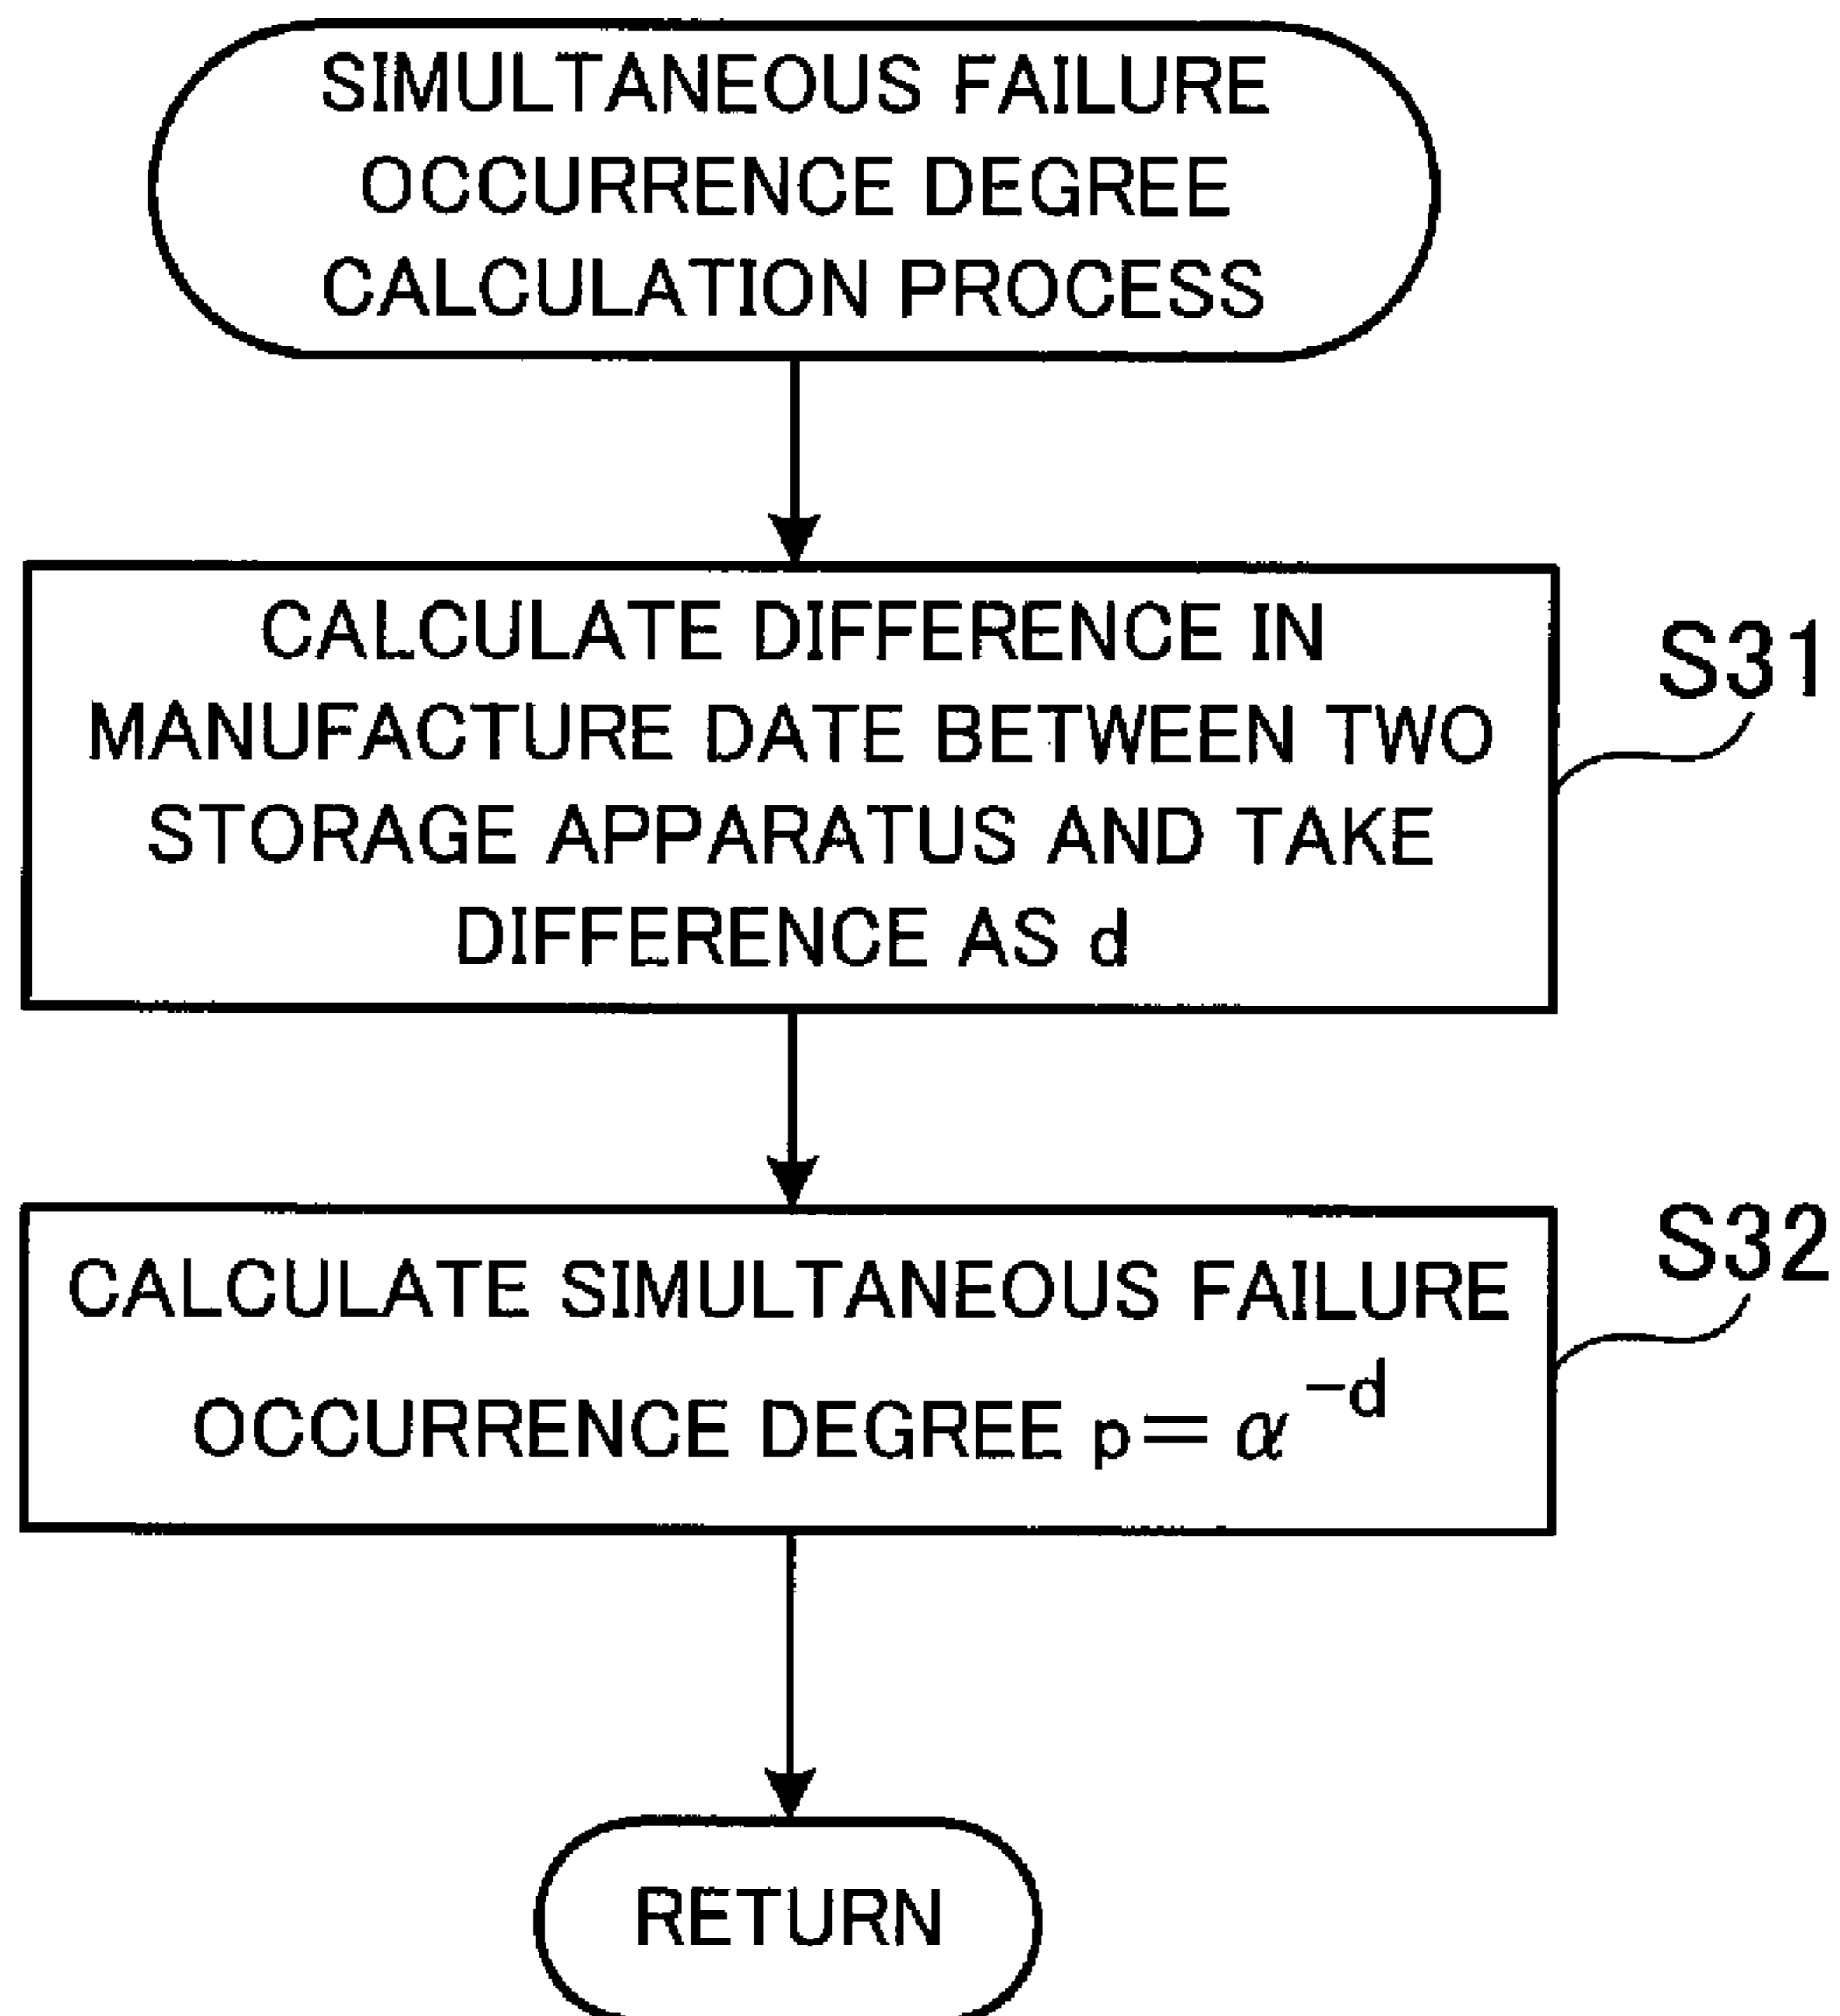 SIMULTANEOUS FAILURE
OCCURRENCE DEGREE
CALCULATION PROCESS
CALCULATE DIFFERENCE IN
MANUFACTURE DATE BETWEEN TWO
STORAGE APPARATUS AND TAKE
DIFFERENCE AS d
S31
CALCULATE SIMULTANEOUS FAILURE
OCCURRENCE DEGREE p = α^-d
S32
RETURN